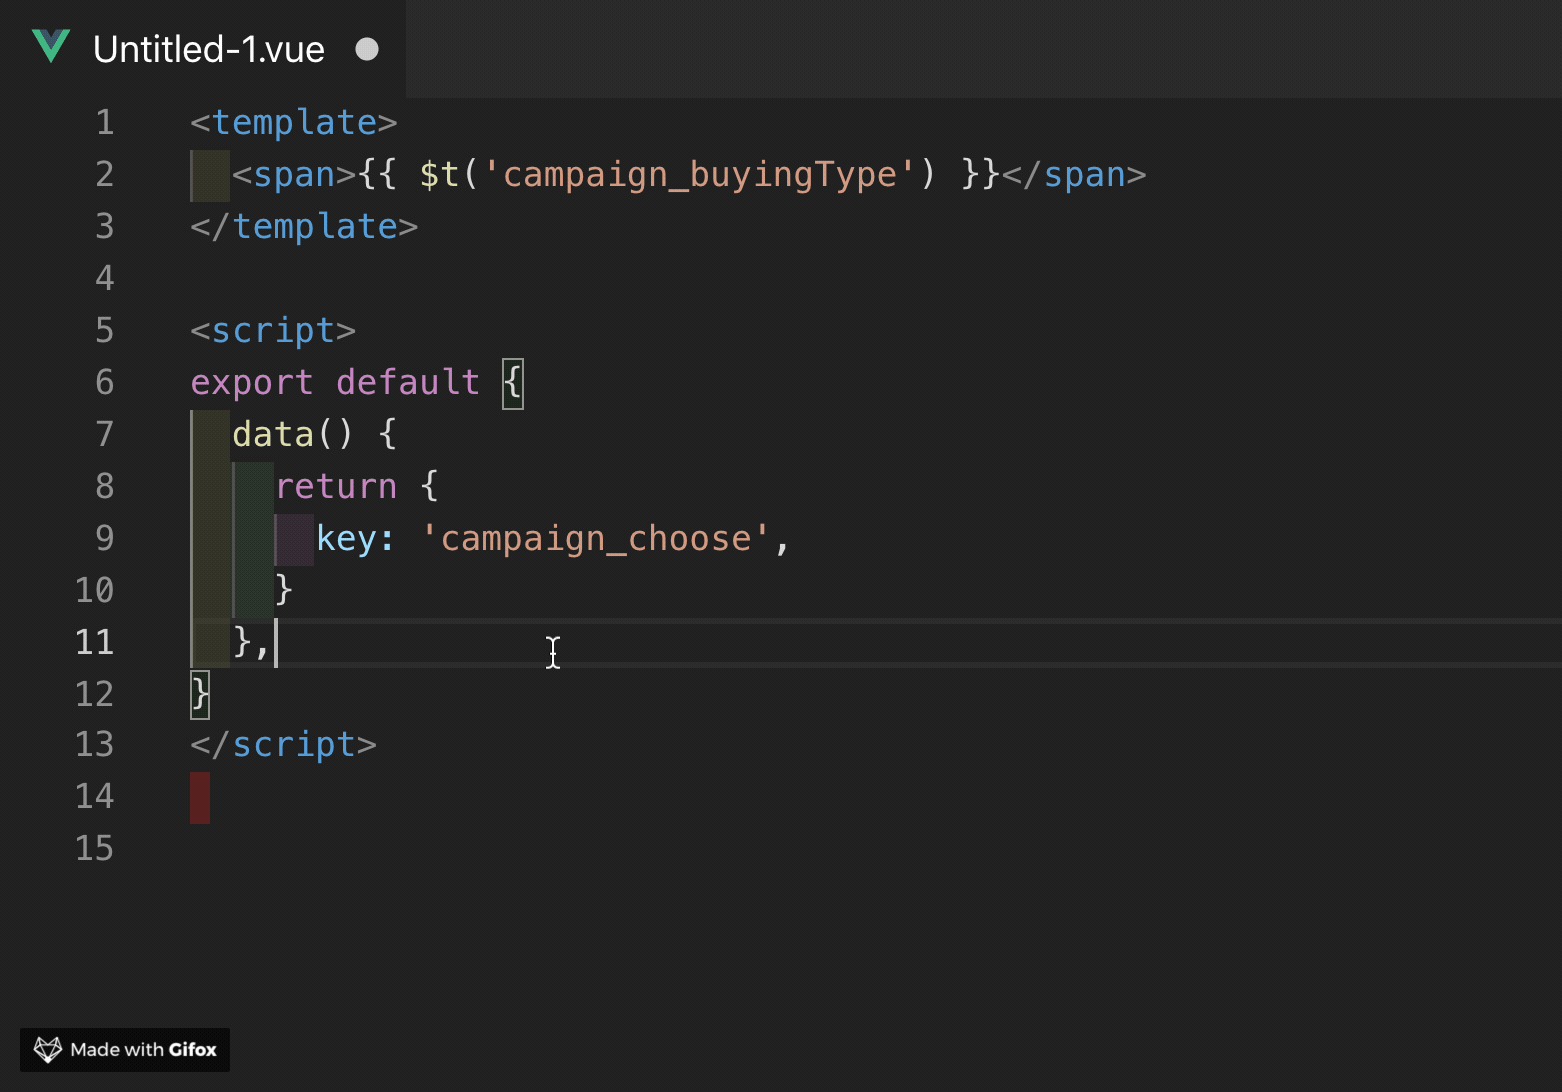 Untitled-1.vue
1 <template>
2   <span>{{ $t('campaign_buyingType') }}</span>
3 </template>
4
5 <script>
6 export default {
7   data() {
8     return {
9       key: 'campaign_choose',
10     }
11   },
12 }
13 </script>
14
15
Made with Gifox